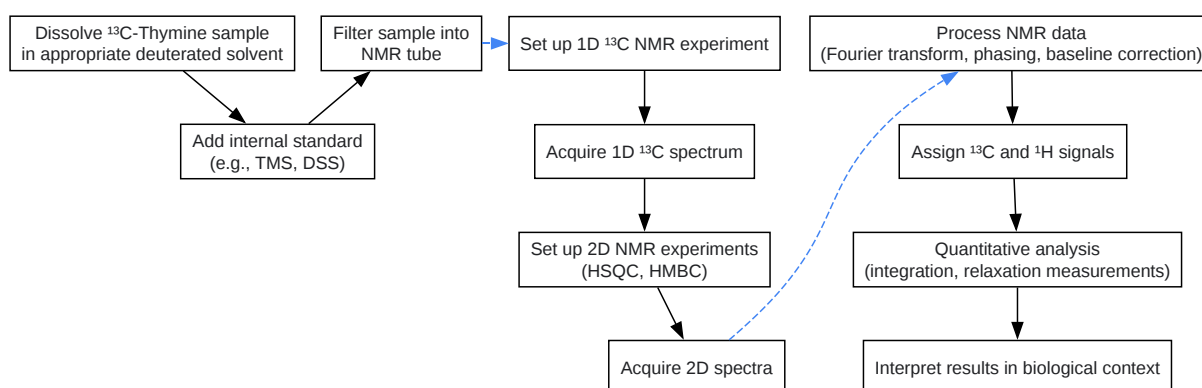 Dissolve ¹³C-Thymine sample
in appropriate deuterated solvent
Add internal standard
(e.g., TMS, DSS)
Filter sample into
NMR tube
Set up 1D ¹³C NMR experiment
Acquire 1D ¹³C spectrum
Set up 2D NMR experiments
(HSQC, HMBC)
Acquire 2D spectra
Process NMR data
(Fourier transform, phasing, baseline correction)
Assign ¹³C and ¹H signals
Quantitative analysis
(integration, relaxation measurements)
Interpret results in biological context